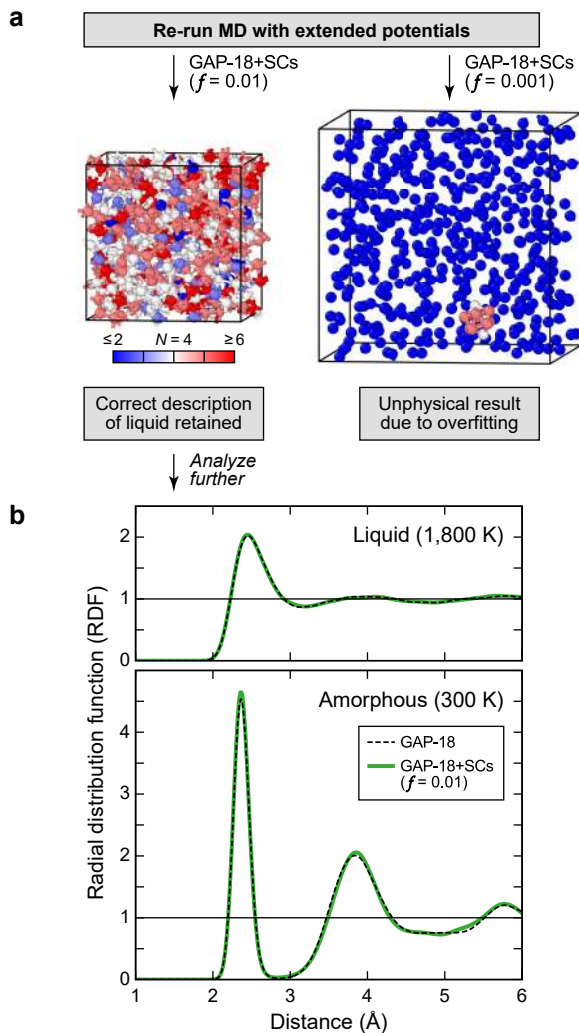 a
Re-run MD with extended potentials
GAP-18+SCs
(f = 0.01)
GAP-18+SCs
(f = 0.001)
≤2 N = 4 ≥6
Correct description
of liquid retained
Unphysical result
due to overfitting
Analyze
further
b
Radial distribution function (RDF)
Liquid (1,800 K)
2
1
0
Amorphous (300 K)
GAP-18
GAP-18+SCs
(f = 0.01)
4
3
2
1
0
1 2 3 4 5 6
Distance (Å)